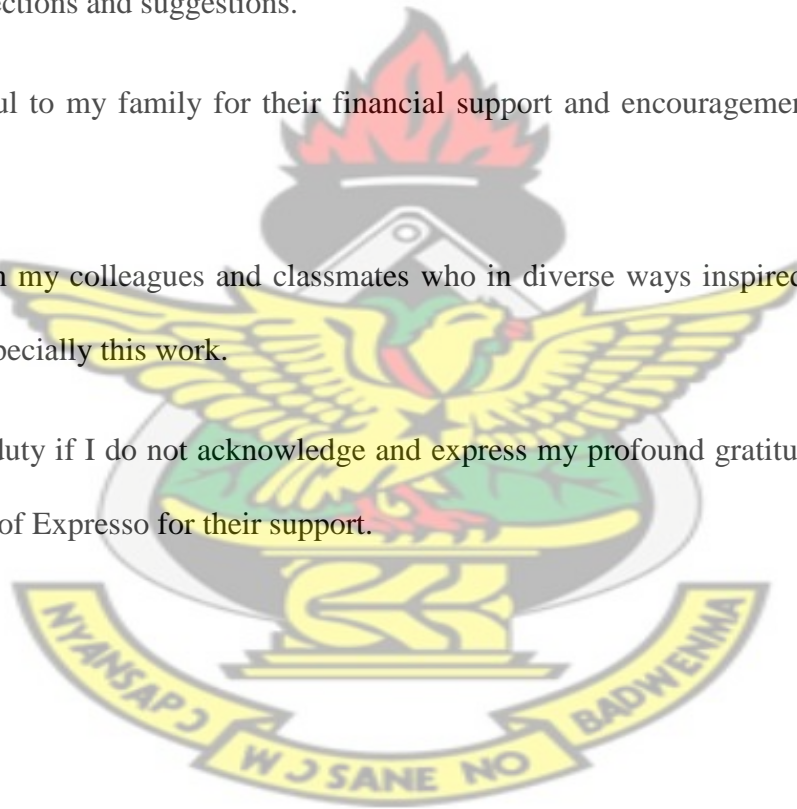 ections and suggestions.
ul to my family for their financial support and encouragemen
n my colleagues and classmates who in diverse ways inspired
pecially this work.
duty if I do not acknowledge and express my profound gratitu
of Expresso for their support.
NYANSAPƆ
WƆSANE NO
BADWENMA